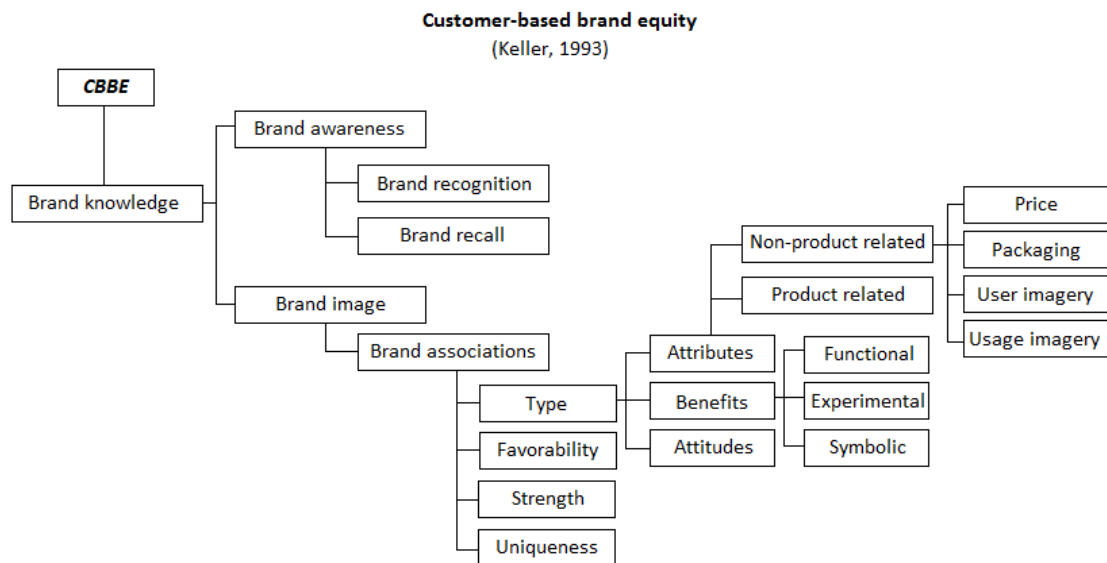 Customer-based brand equity
(Keller, 1993)
CBBE
Brand knowledge
Brand awareness
Brand recognition
Brand recall
Brand image
Brand associations
Type
Favorability
Strength
Uniqueness
Attributes
Benefits
Attitudes
Non-product related
Product related
Functional
Experimental
Symbolic
Price
Packaging
User imagery
Usage imagery